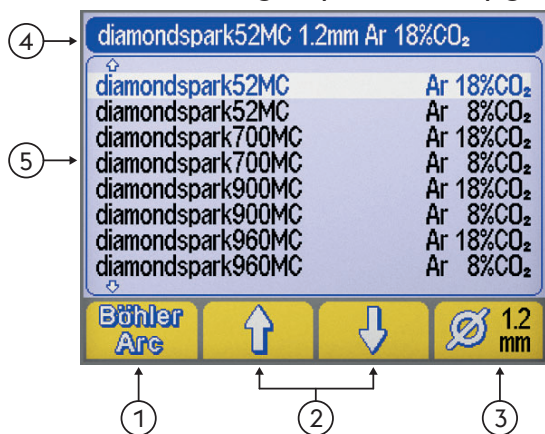 ④
diamondspark52MC 1.2mm Ar 18%CO₂
diamondspark52MC Ar 18%CO₂
diamondspark52MC Ar 8%CO₂
diamondspark700MC Ar 18%CO₂
⑤
diamondspark700MC Ar 8%CO₂
diamondspark900MC Ar 18%CO₂
diamondspark900MC Ar 8%CO₂
diamondspark960MC Ar 18%CO₂
diamondspark960MC Ar 8%CO₂
Böhler
Arc
Ø 1.2
mm
① ② ③